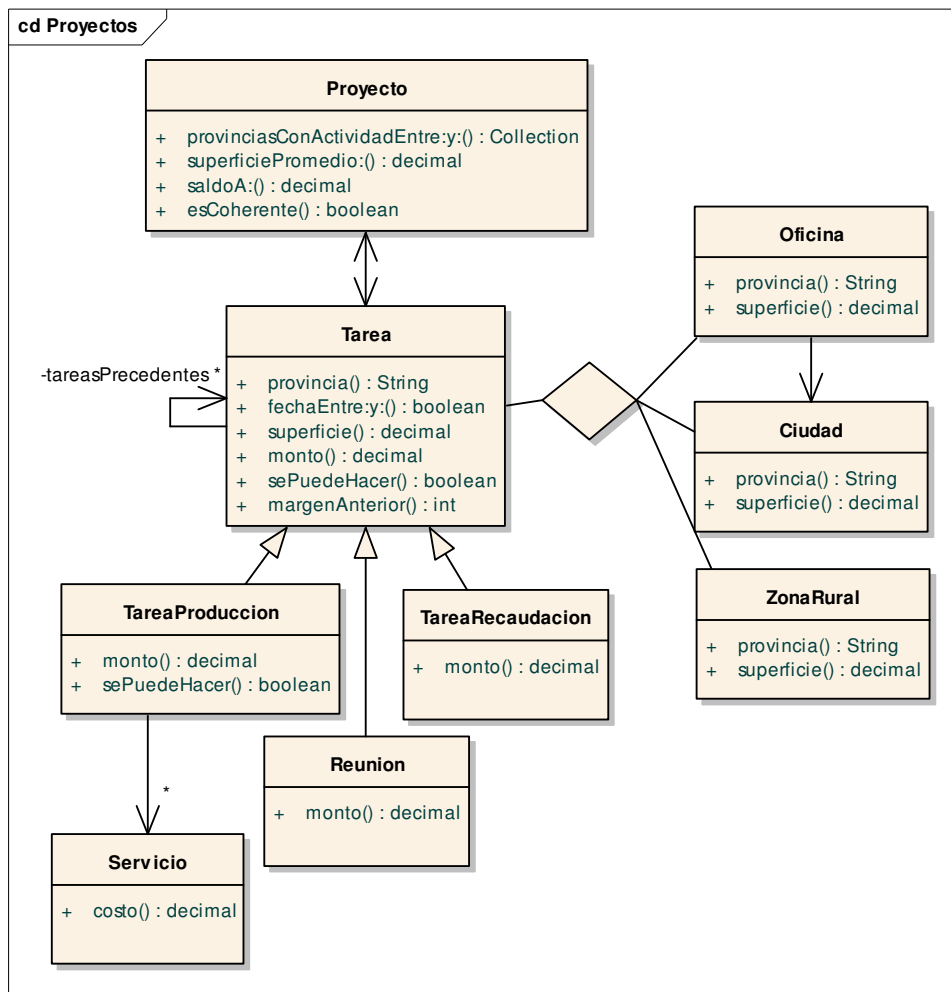 cd Proyectos
Proyecto
+ provinciasConActividadEntre:y:() : Collection
+ superficiePromedio:() : decimal
+ saldoA:() : decimal
+ esCoherente() : boolean
Oficina
+ provincia() : String
+ superficie() : decimal
Tarea
+ provincia() : String
+ fechaEntre:y:() : boolean
+ superficie() : decimal
+ monto() : decimal
+ sePuedeHacer() : boolean
+ margenAnterior() : int
-tareasPrecedentes *
Ciudad
+ provincia() : String
+ superficie() : decimal
TareaProduccion
+ monto() : decimal
+ sePuedeHacer() : boolean
TareaRecaudacion
+ monto() : decimal
ZonaRural
+ provincia() : String
+ superficie() : decimal
Reunion
+ monto() : decimal
*
Servicio
+ costo() : decimal